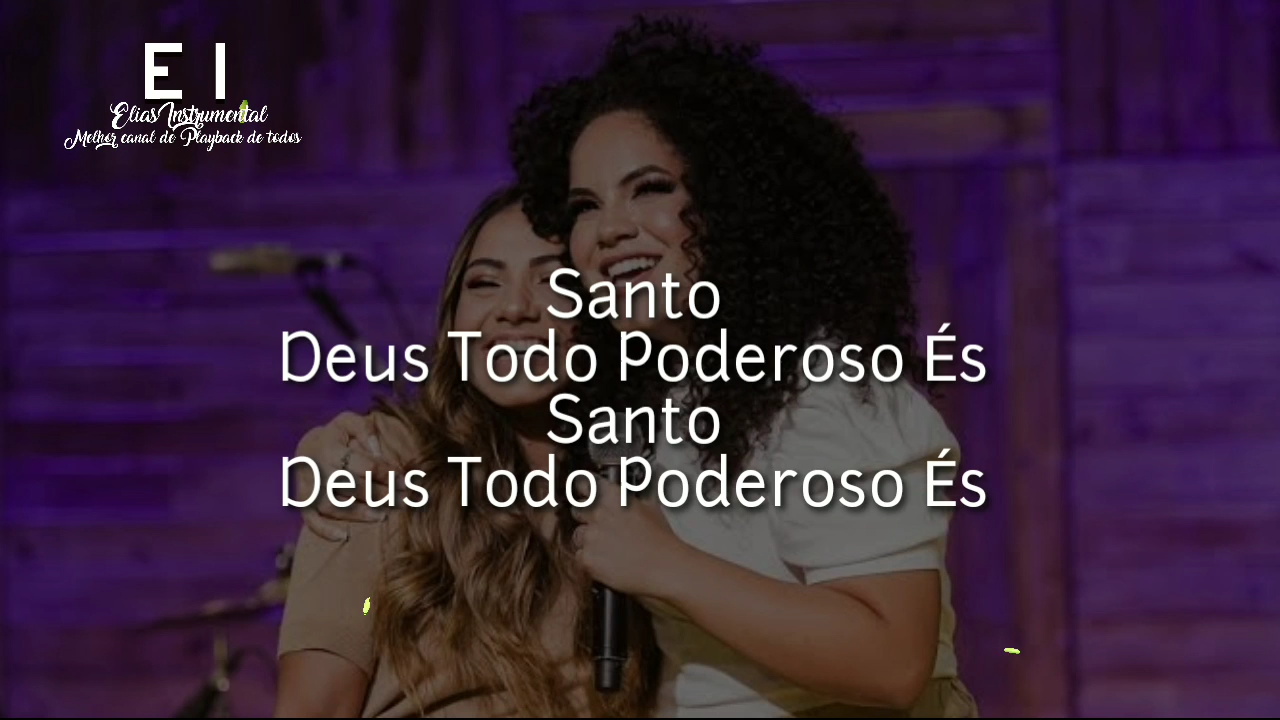 E I
Elias Instrumental
Melhor canal de Playback de todos
Santo
Deus Todo Poderoso És
Santo
Deus Todo Poderoso És